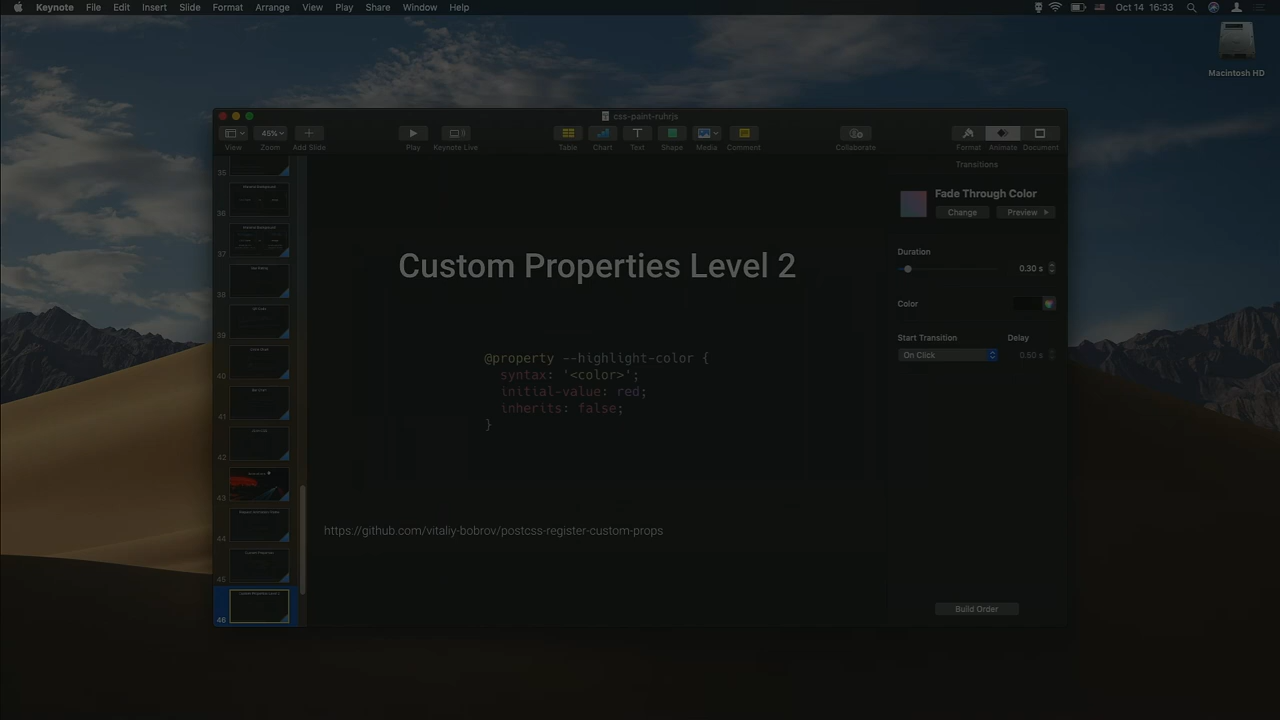 Keynote File Edit Insert Slide Format Arrange View Play Share Window Help Oct 14 16:33
Macintosh HD
css-paint-ruhrjs
45%
View Zoom Add Slide Play Keynote Live Table Chart Text Shape Media Comment Collaborate Format Animate Document
Transitions
Fade Through Color
Change Preview
Duration
0.30 s
Color
Start Transition Delay
On Click 0.50 s
Build Order
35
36
37
38
39
40
41
42
43
44
45
46
Custom Properties Level 2
@property --highlight-color {
syntax: '<color>';
initial-value: red;
inherits: false;
}
https://github.com/vitaliy-bobrov/postcss-register-custom-props